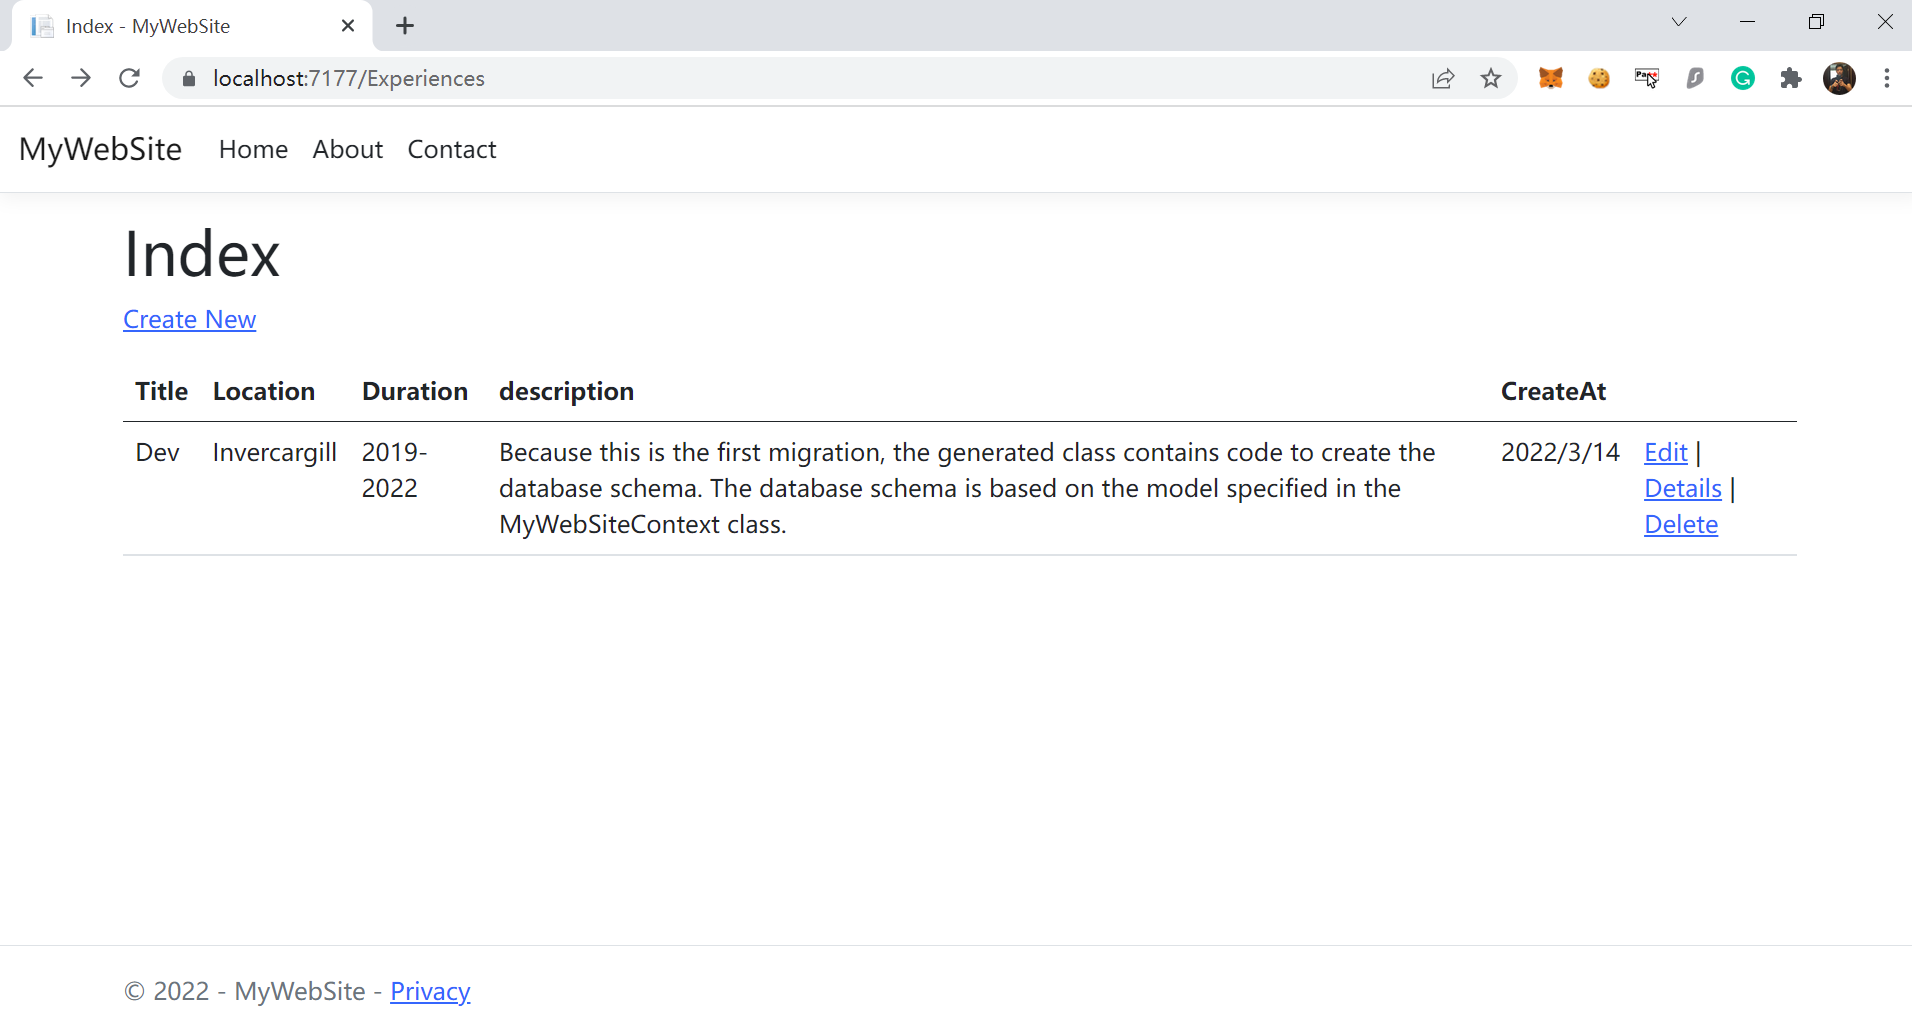 Index - MyWebSite
localhost:7177/Experiences
MyWebSite Home About Contact
Index
Create New
Title Location Duration description CreateAt
Dev Invercargill 2019- Because this is the first migration, the generated class contains code to create the 2022/3/14 Edit |
2022 database schema. The database schema is based on the model specified in the Details |
MyWebSiteContext class. Delete
© 2022 - MyWebSite - Privacy